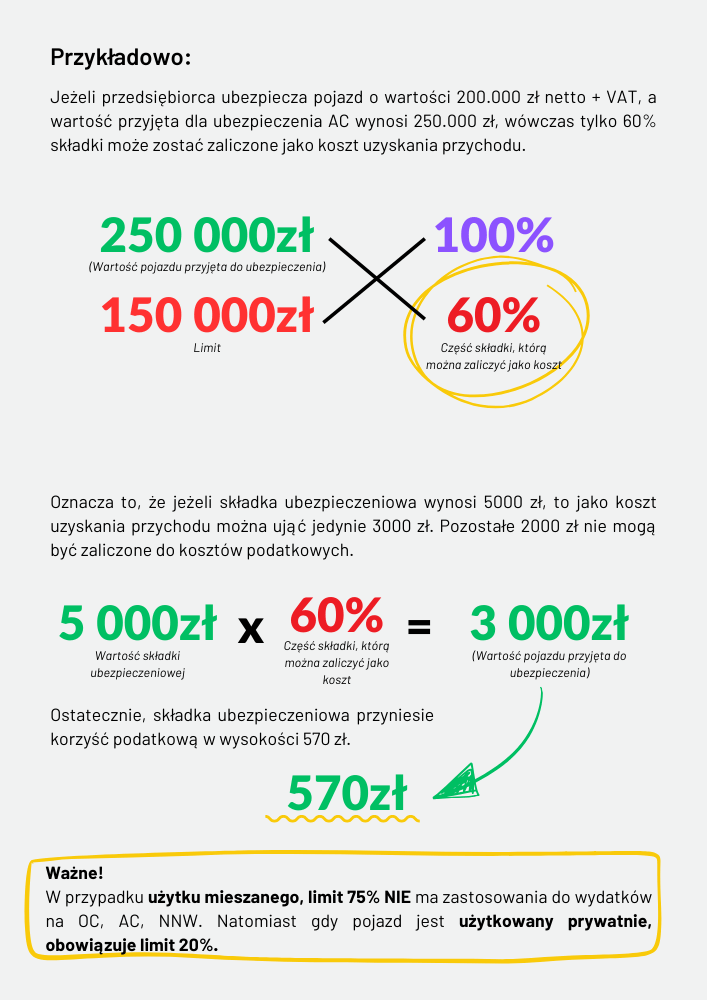 Przykładowo:
Jeżeli przedsiębiorca ubezpiecza pojazd o wartości 200.000 zł netto + VAT, a
wartość przyjęta dla ubezpieczenia AC wynosi 250.000 zł, wówczas tylko 60%
składki może zostać zaliczone jako koszt uzyskania przychodu.
250 000zł
100%
(Wartość pojazdu przyjęta do ubezpieczenia)
150 000zł
60%
Limit
Część składki, którą
można zaliczyć jako koszt
Oznacza to, że jeżeli składka ubezpieczeniowa wynosi 5000 zł, to jako koszt
uzyskania przychodu można ująć jedynie 3000 zł. Pozostałe 2000 zł nie mogą
być zaliczone do kosztów podatkowych.
5 000zł x 60% = 3 000zł
Wartość składki
ubezpieczeniowej
Część składki, którą
można zaliczyć jako
koszt
(Wartość pojazdu przyjęta do
ubezpieczenia)
Ostatecznie, składka ubezpieczeniowa przyniesie
korzyść podatkową w wysokości 570 zł.
570zł
Ważne!
W przypadku użytku mieszanego, limit 75% NIE ma zastosowania do wydatków
na OC, AC, NNW. Natomiast gdy pojazd jest użytkowany prywatnie,
obowiązuje limit 20%.